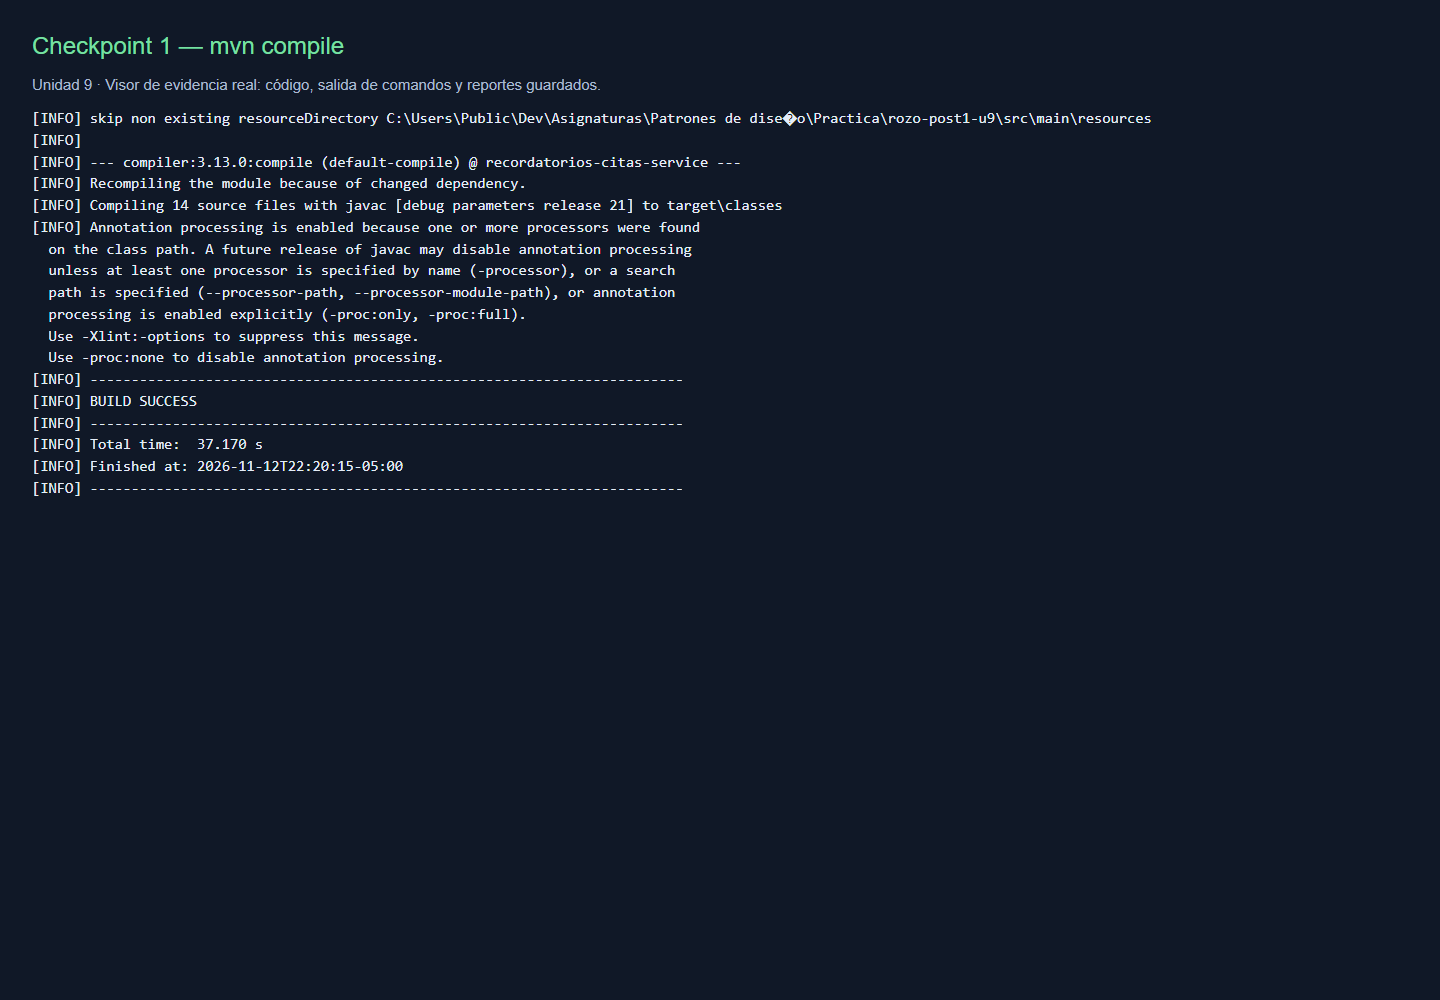 Checkpoint 1 — mvn compile
Unidad 9 · Visor de evidencia real: código, salida de comandos y reportes guardados.
[INFO] skip non existing resourceDirectory C:\Users\Public\Dev\Asignaturas\Patrones de dise�o\Practica\rozo-post1-u9\src\main\resources
[INFO]
[INFO] --- compiler:3.13.0:compile (default-compile) @ recordatorios-citas-service ---
[INFO] Recompiling the module because of changed dependency.
[INFO] Compiling 14 source files with javac [debug parameters release 21] to target\classes
[INFO] Annotation processing is enabled because one or more processors were found
  on the class path. A future release of javac may disable annotation processing
  unless at least one processor is specified by name (-processor), or a search
  path is specified (--processor-path, --processor-module-path), or annotation
  processing is enabled explicitly (-proc:only, -proc:full).
  Use -Xlint:-options to suppress this message.
  Use -proc:none to disable annotation processing.
[INFO] ------------------------------------------------------------------------
[INFO] BUILD SUCCESS
[INFO] ------------------------------------------------------------------------
[INFO] Total time:  37.170 s
[INFO] Finished at: 2026-11-12T22:20:15-05:00
[INFO] ------------------------------------------------------------------------